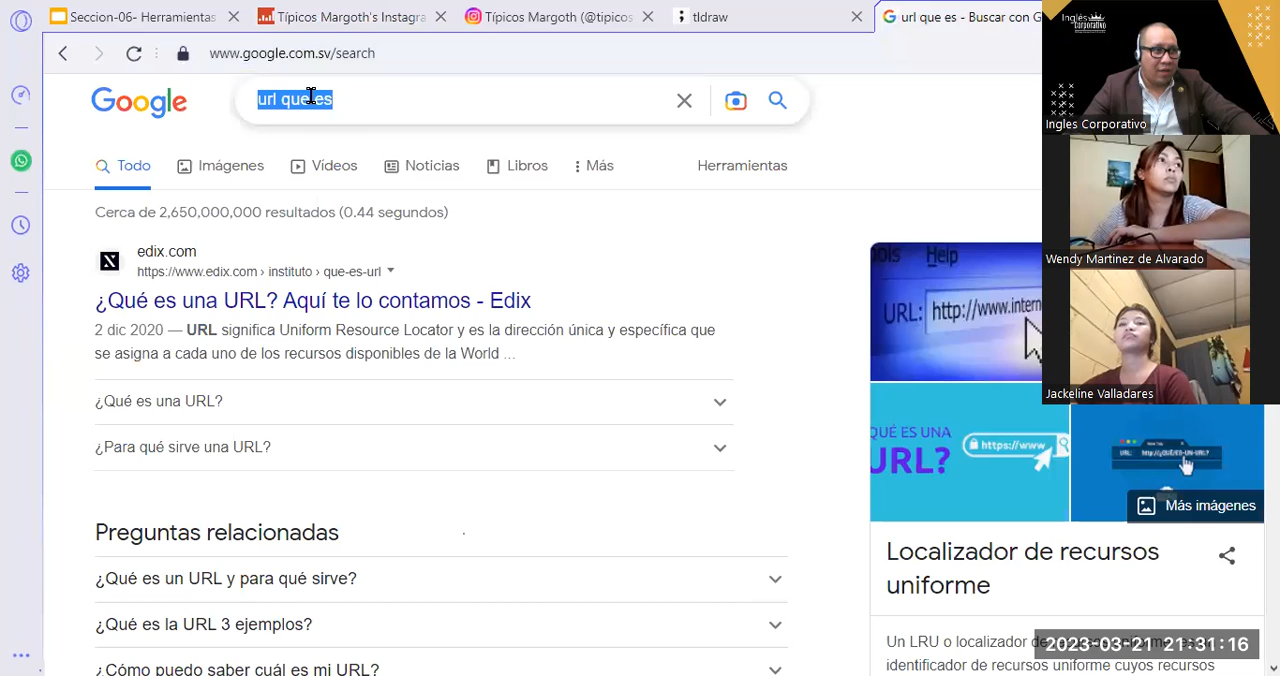 Seccion-06- Herramientas
Típicos Margoth's Instagra
Típicos Margoth (@tipicos
tldraw
url que es - Buscar con G
www.google.com.sv/search
Google
url que es
Todo
Imágenes
Vídeos
Noticias
Libros
Más
Herramientas
Cerca de 2,650,000,000 resultados (0.44 segundos)
edix.com
https://www.edix.com › instituto › que-es-url
¿Qué es una URL? Aquí te lo contamos - Edix
2 dic 2020 — URL significa Uniform Resource Locator y es la dirección única y específica que
se asigna a cada uno de los recursos disponibles de la World ...
¿Qué es una URL?
¿Para qué sirve una URL?
Preguntas relacionadas
¿Qué es un URL y para qué sirve?
¿Qué es la URL 3 ejemplos?
¿Cómo puedo saber cuál es mi URL?
Help
URL: http://www.intern
QUÉ ES UNA
URL?
https://www
Más imágenes
Localizador de recursos
uniforme
Un LRU o localizador de
identificador de recursos uniforme cuyos recursos
Inglés
Corporativo
Ingles Corporativo
Wendy Martinez de Alvarado
Jackeline Valladares
2023-03-21 21:31:16